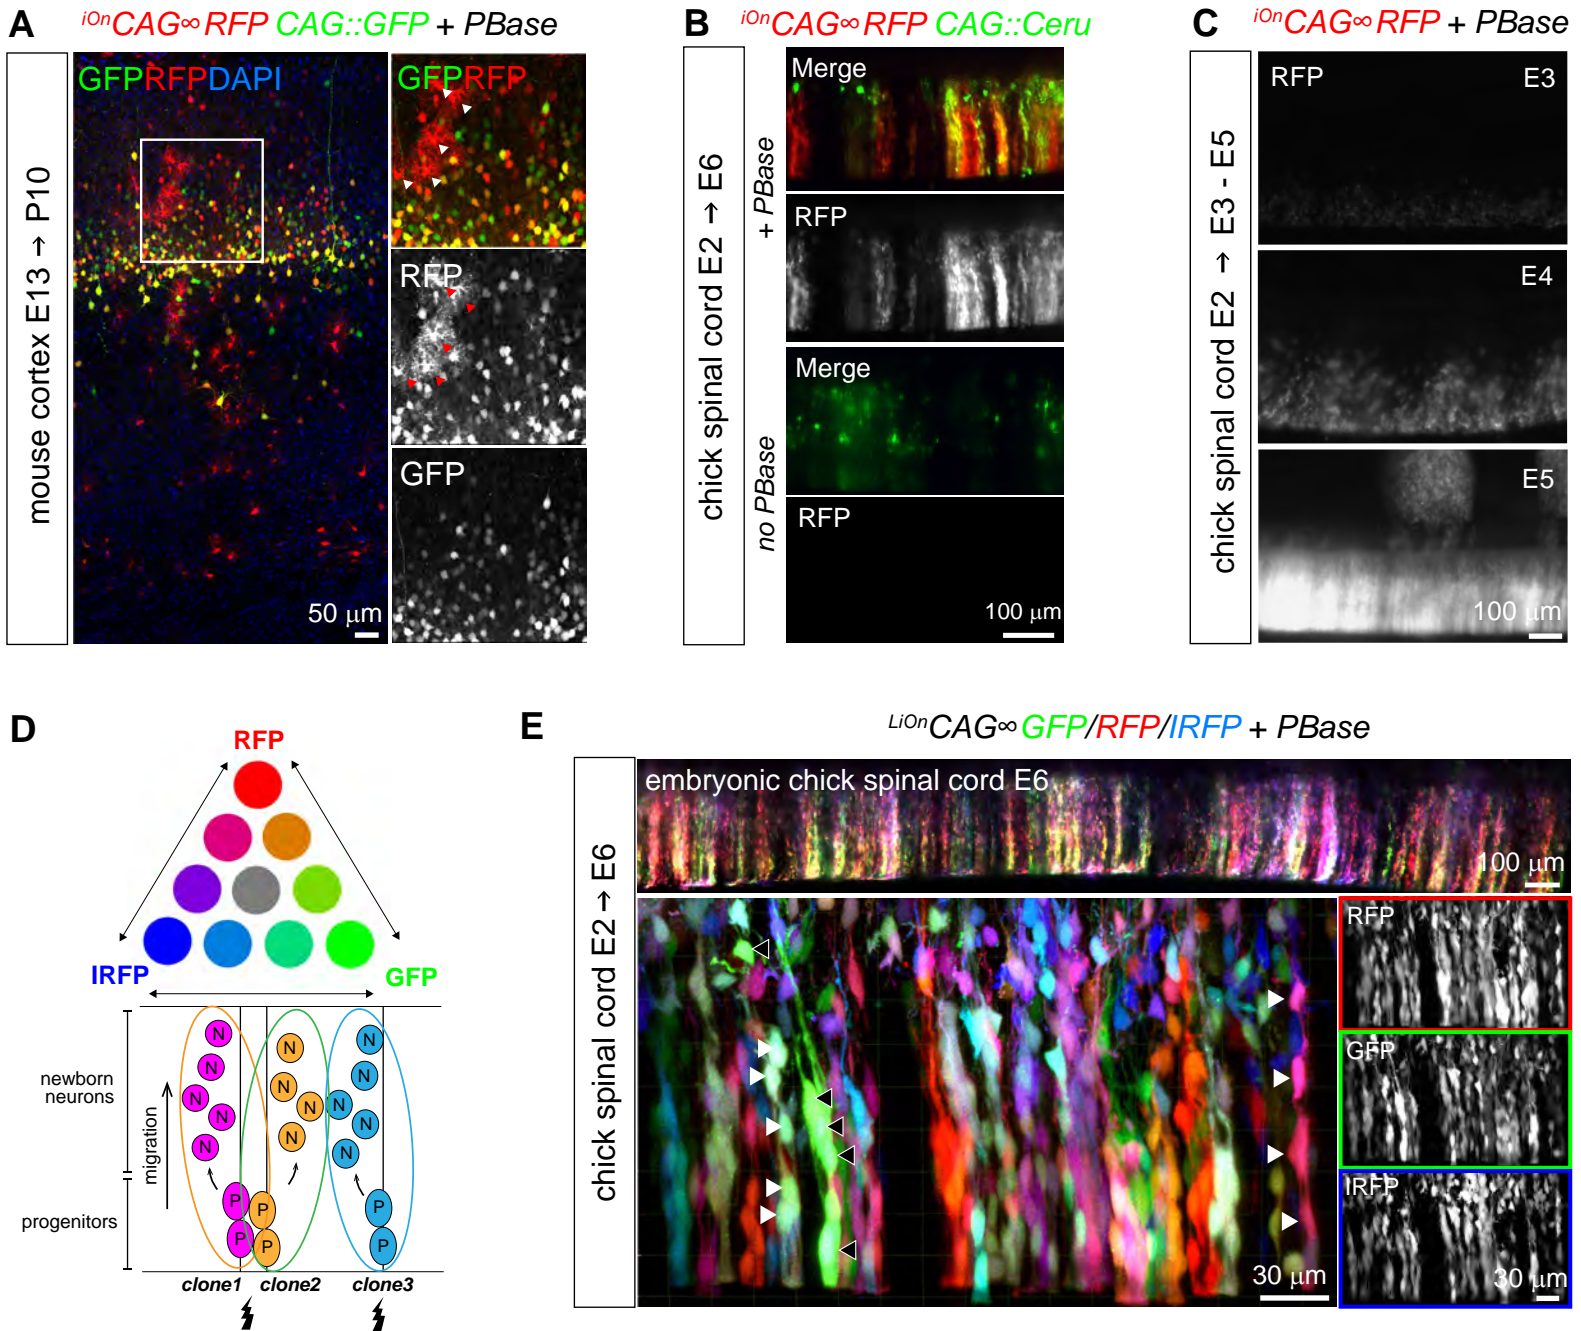 A
iOnCAG∞RFP CAG::GFP + PBase
mouse cortex E13 → P10
GFPRFPDAPI
50 µm
GFPRFP
RFP
GFP
B
iOnCAG∞RFP CAG::Ceru
chick spinal cord E2 → E6
+ PBase
no PBase
Merge
RFP
Merge
RFP
100 µm
C
iOnCAG∞RFP + PBase
chick spinal cord E2 → E3 - E5
RFP
E3
E4
E5
100 µm
D
RFP
IRFP
GFP
newborn
neurons
migration
progenitors
N
N
N
N
N
P
P
N
N
N
N
P
P
N
N
N
N
N
P
P
clone1
clone2
clone3
E
LiOnCAG∞GFP/RFP/IRFP + PBase
chick spinal cord E2 → E6
embryonic chick spinal cord E6
100 µm
30 µm
RFP
GFP
IRFP
30 µm